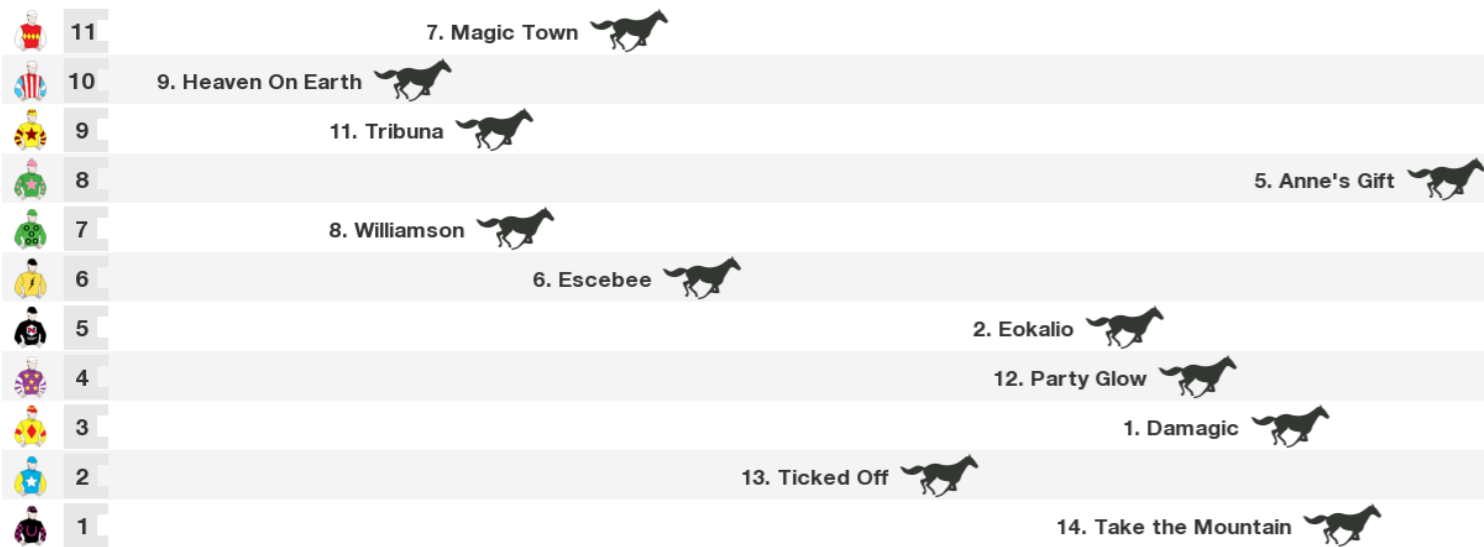 11 7. Magic Town
10 9. Heaven On Earth
9 11. Tribuna
8 5. Anne's Gift
7 8. Williamson
6 6. Escebee
5 2. Eokalio
4 12. Party Glow
3 1. Damagic
2 13. Ticked Off
1 14. Take the Mountain